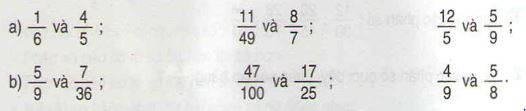 a) 1/6 và 4/5 ; 11/49 và 8/7 ; 12/5 và 5/9 ;
b) 5/9 và 7/36 ; 47/100 và 17/25 ; 4/9 và 5/8 .